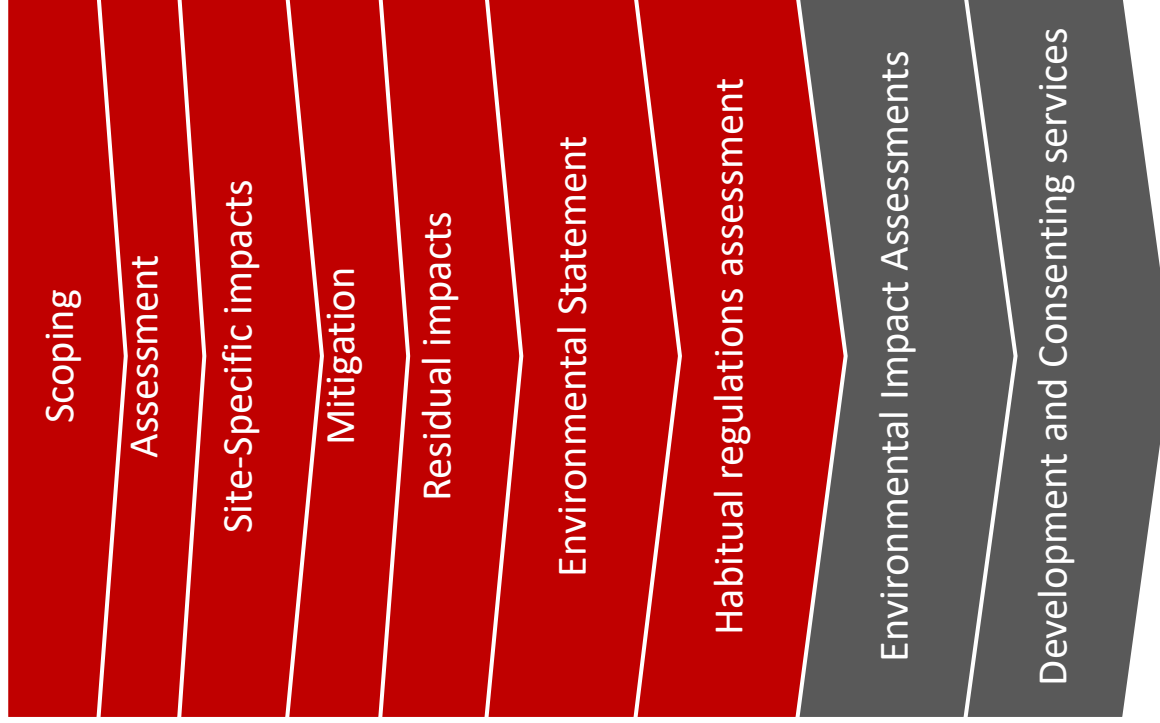 Scoping
Assessment
Site-Specific impacts
Mitigation
Residual impacts
Environmental Statement
Habitual regulations assessment
Environmental Impact Assessments
Development and Consenting services